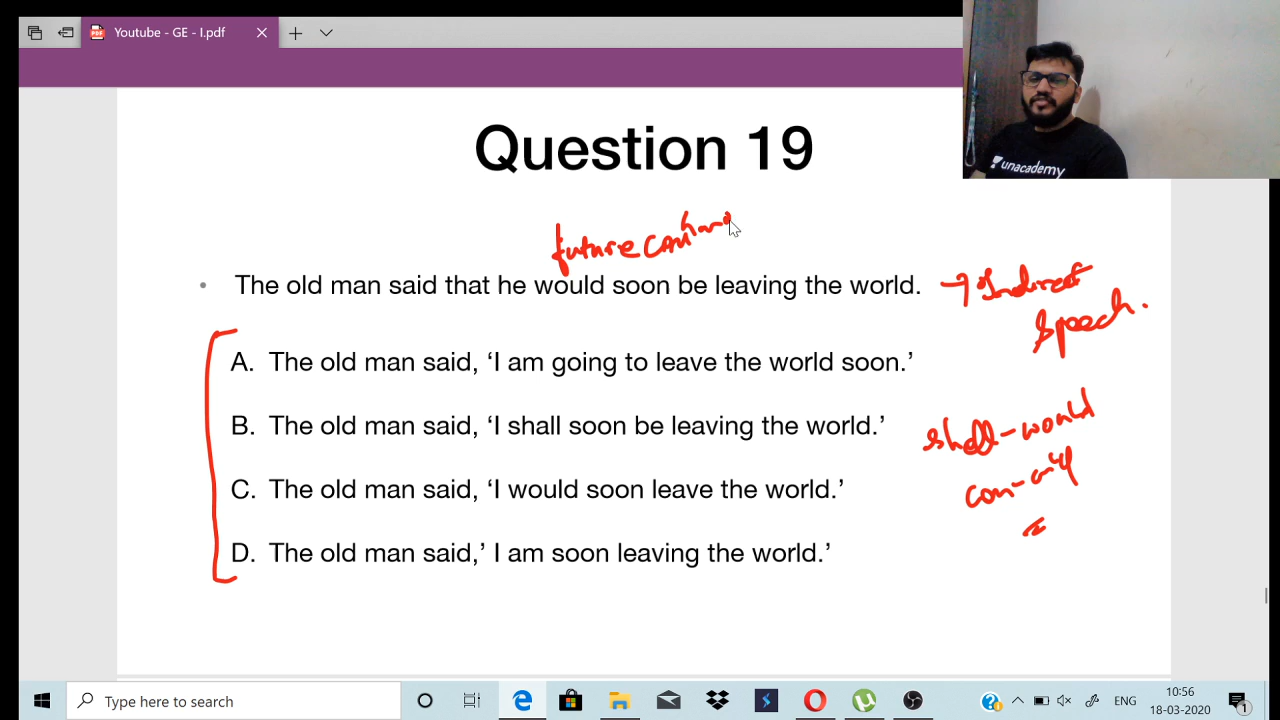 Youtube - GE - I.pdf
unacademy
Question 19
future con
The old man said that he would soon be leaving the world.
Indirect
speech.
A. The old man said, ‘I am going to leave the world soon.’
B. The old man said, ‘I shall soon be leaving the world.’
shall-would
C. The old man said, ‘I would soon leave the world.’
D. The old man said,’ I am soon leaving the world.’
Type here to search
ENG
10:56
18-03-2020
1